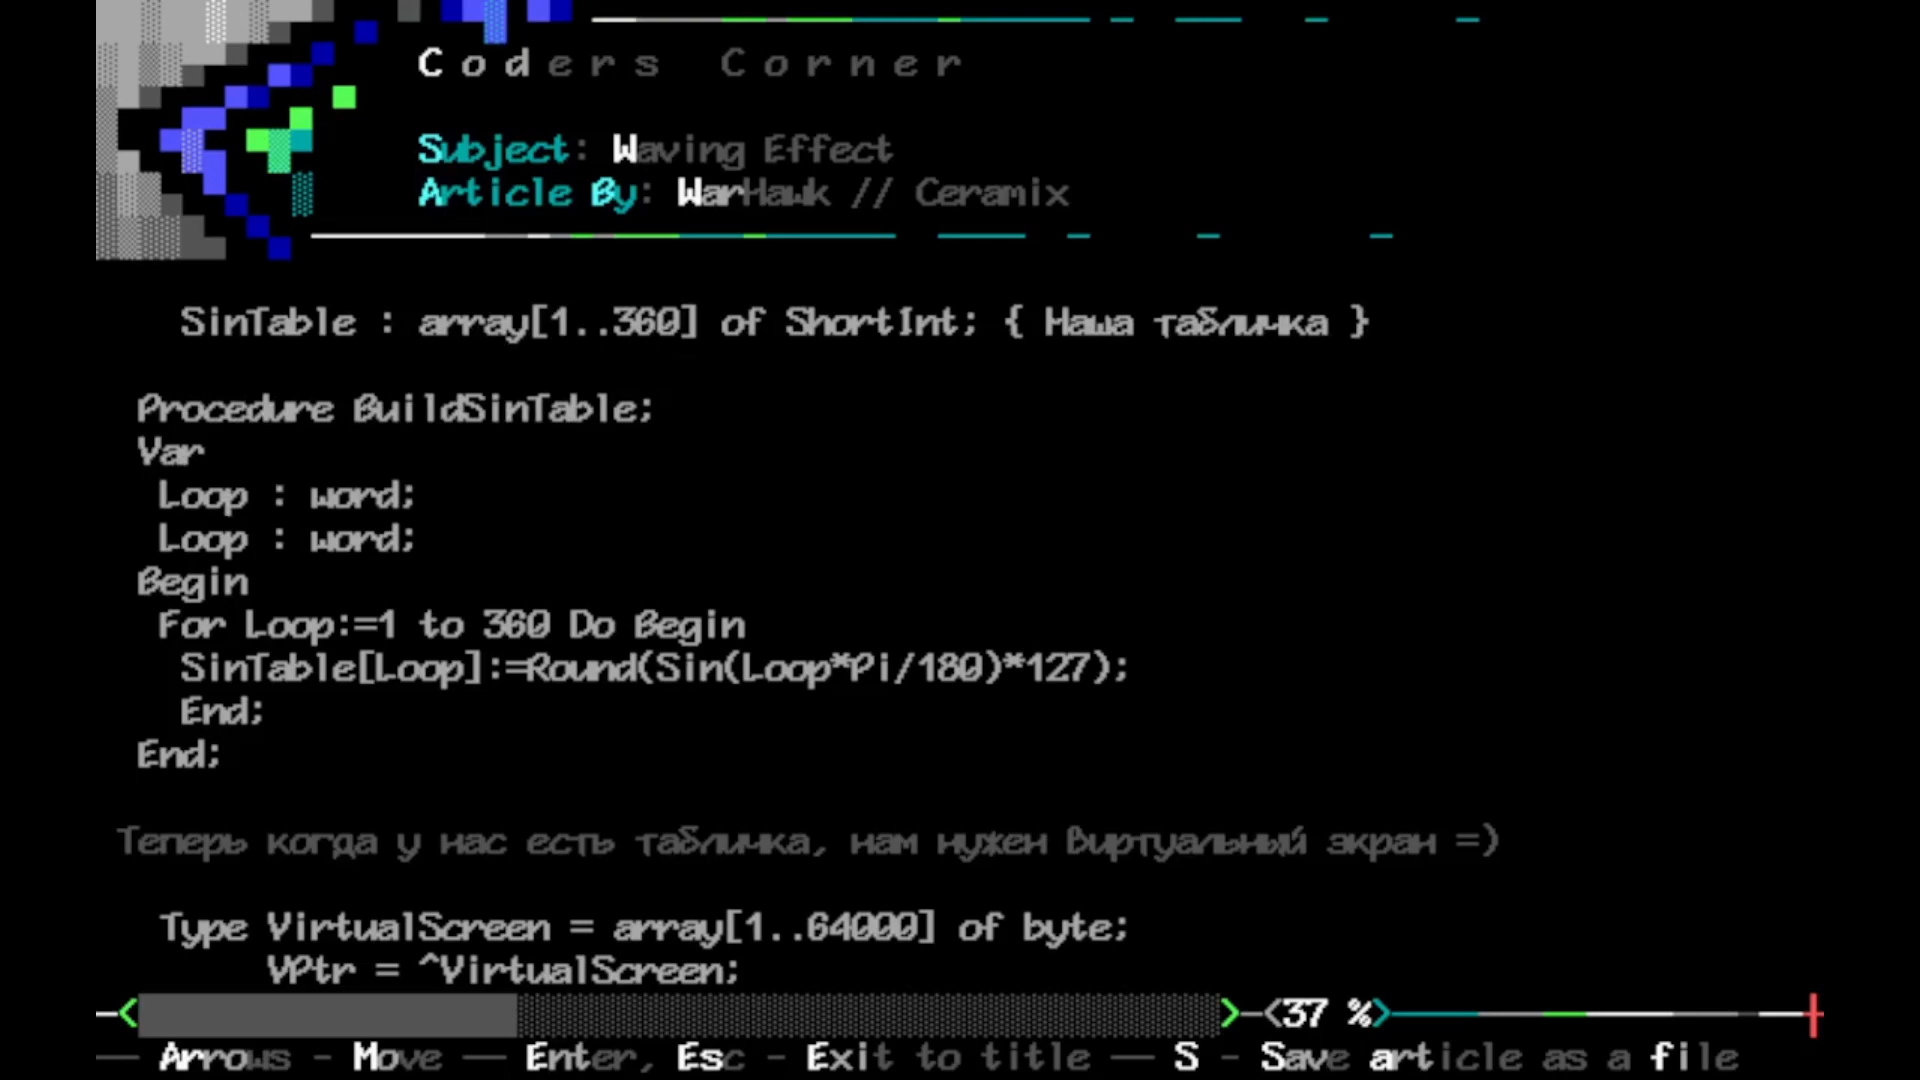 Coders Corner
Subject: Waving Effect
Article By: WarHawk // Ceramix
SinTable : array[1..360] of ShortInt; { Наша табличка }
Procedure BuildSinTable;
Var
Loop : word;
Loop : word;
Begin
For Loop:=1 to 360 Do Begin
SinTable[Loop]:=Round(Sin(Loop*Pi/180)*127);
End;
End;
Теперь когда у нас есть табличка, нам нужен виртуальный экран =)
Type VirtualScreen = array[1..64000] of byte;
VPtr = ^VirtualScreen;
<37 %>
Arrows - Move — Enter, Esc - Exit to title — S - Save article as a file